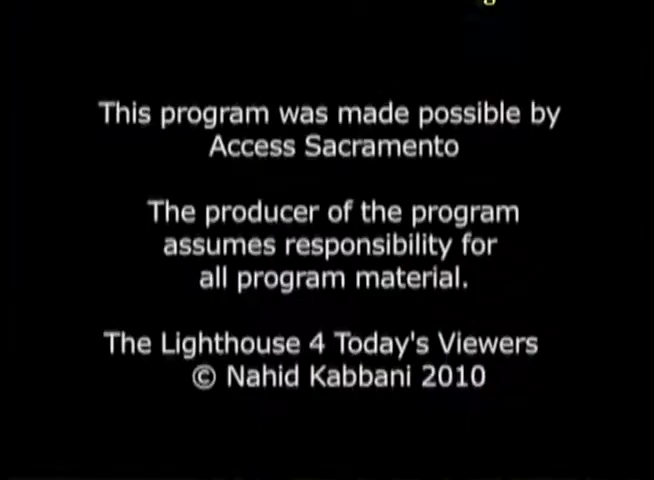 This program was made possible by
Access Sacramento
The producer of the program
assumes responsibility for
all program material.
The Lighthouse 4 Today's Viewers
© Nahid Kabbani 2010